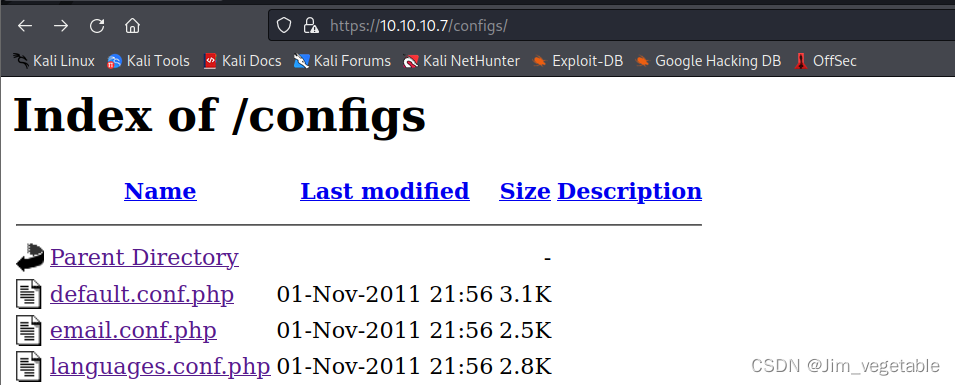 https://10.10.10.7/configs/
Kali Linux Kali Tools Kali Docs Kali Forums Kali NetHunter Exploit-DB Google Hacking DB OffSec
Index of /configs
Name Last modified Size Description
Parent Directory -
default.conf.php 01-Nov-2011 21:56 3.1K
email.conf.php 01-Nov-2011 21:56 2.5K
languages.conf.php 01-Nov-2011 21:56 2.8K
CSDN @Jim_vegetable